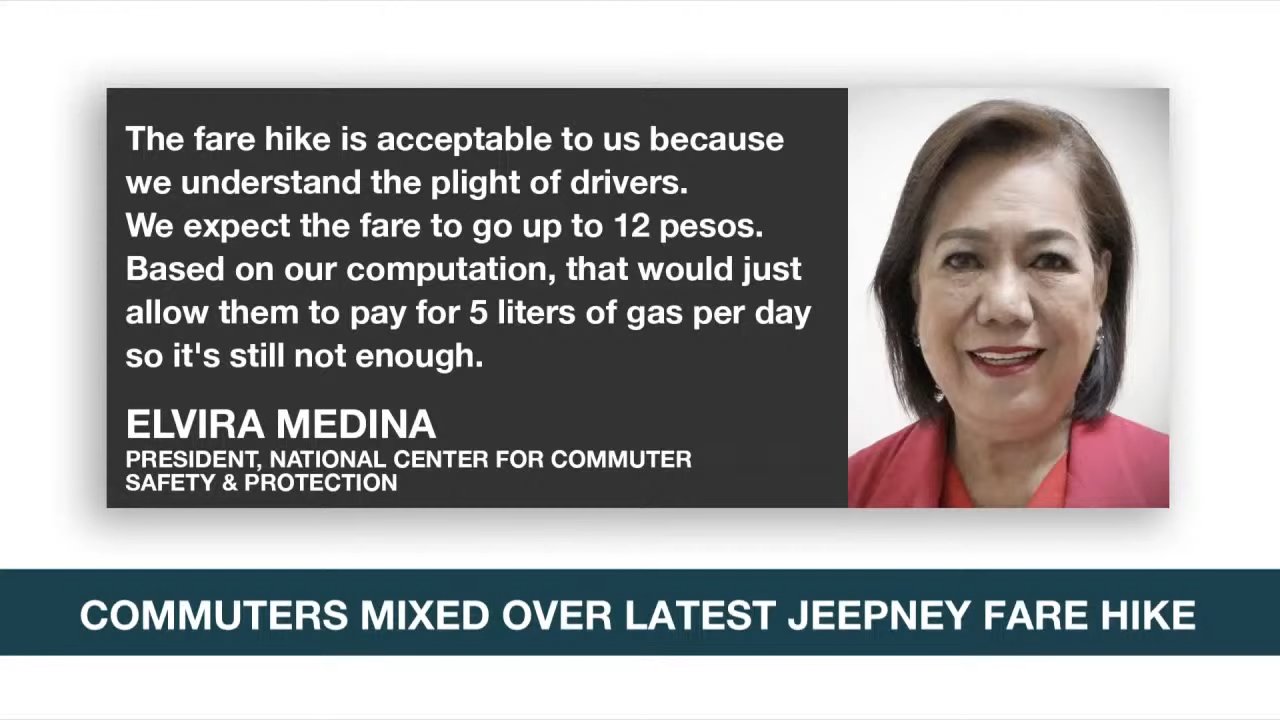 The fare hike is acceptable to us because
we understand the plight of drivers.
We expect the fare to go up to 12 pesos.
Based on our computation, that would just
allow them to pay for 5 liters of gas per day
so it's still not enough.
ELVIRA MEDINA
PRESIDENT, NATIONAL CENTER FOR COMMUTER
SAFETY & PROTECTION
COMMUTERS MIXED OVER LATEST JEEPNEY FARE HIKE